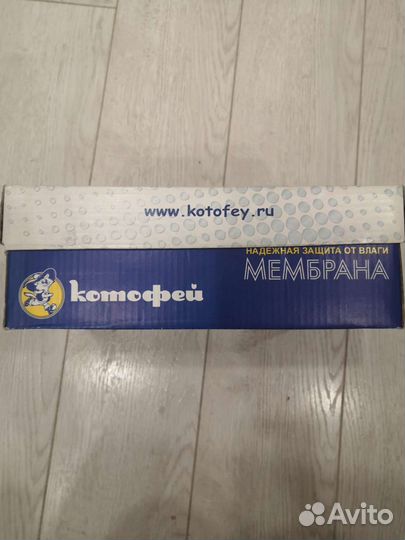 www.kotofey.ru
НАДЕЖНАЯ ЗАЩИТА ОТ ВЛАГИ
МЕМБРАНА
котофей
Avito